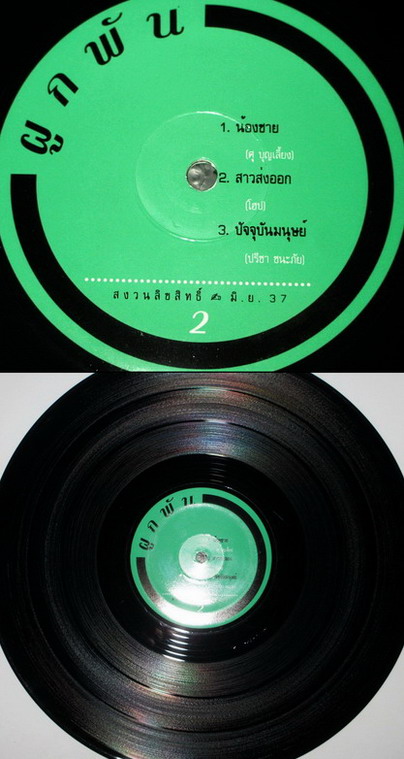 ผูกพัน
1. น้องชาย
(ศุ บุญเลี้ยง)
2. สาวส่งออก
(โฮป)
3. ปัจจุบันมนุษย์
(ปรีชา ชนะภัย)
สงวนลิขสิทธิ์ ๕ มิ.ย. 37
2
ผูกพัน